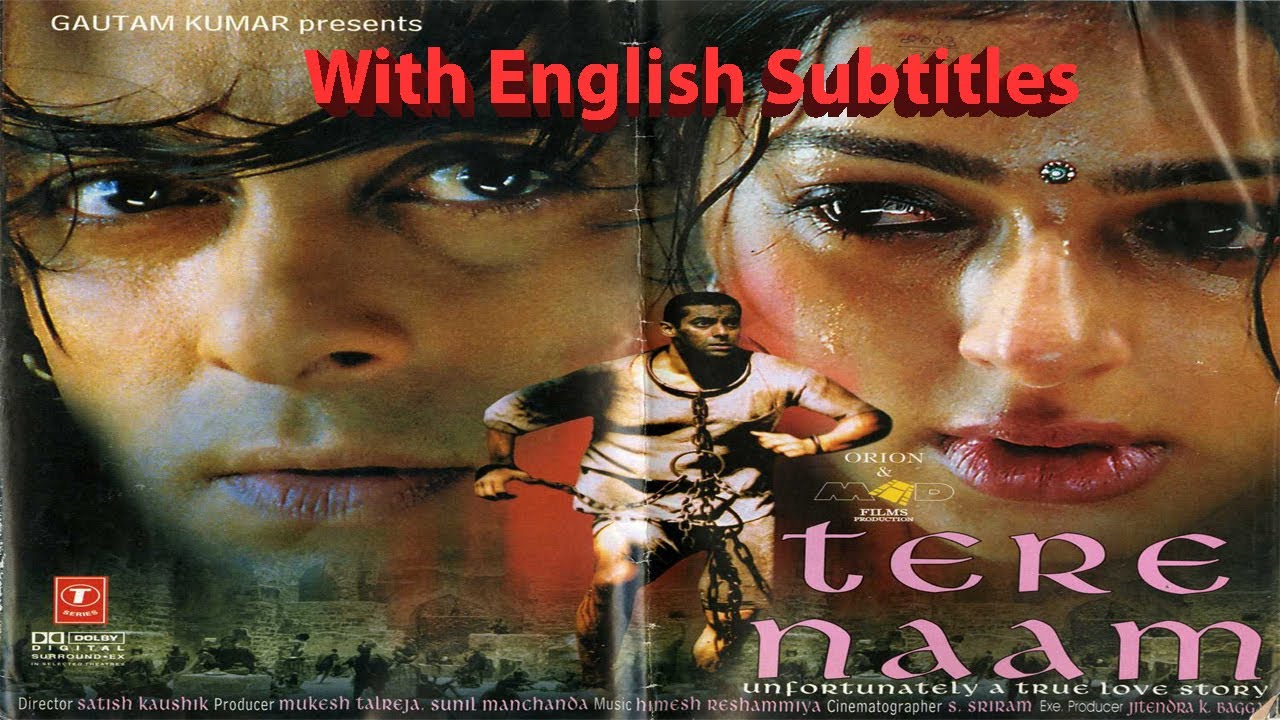 GAUTAM KUMAR presents
With English Subtitles
ORION
&
MAD
FILMS
PRODUCTION
tere
naam
unfortunately a true love story
T
SERIES
DOLBY
DIGITAL
SURROUND·EX
IN SELECTED THEATRES
Director SATISH KAUSHIK Producer MUKESH TALREJA, SUNIL MANCHANDA Music HIMESH RESHAMMIYA Cinematographer S. SRIRAM Exe. Producer JITENDRA K. BAGGA